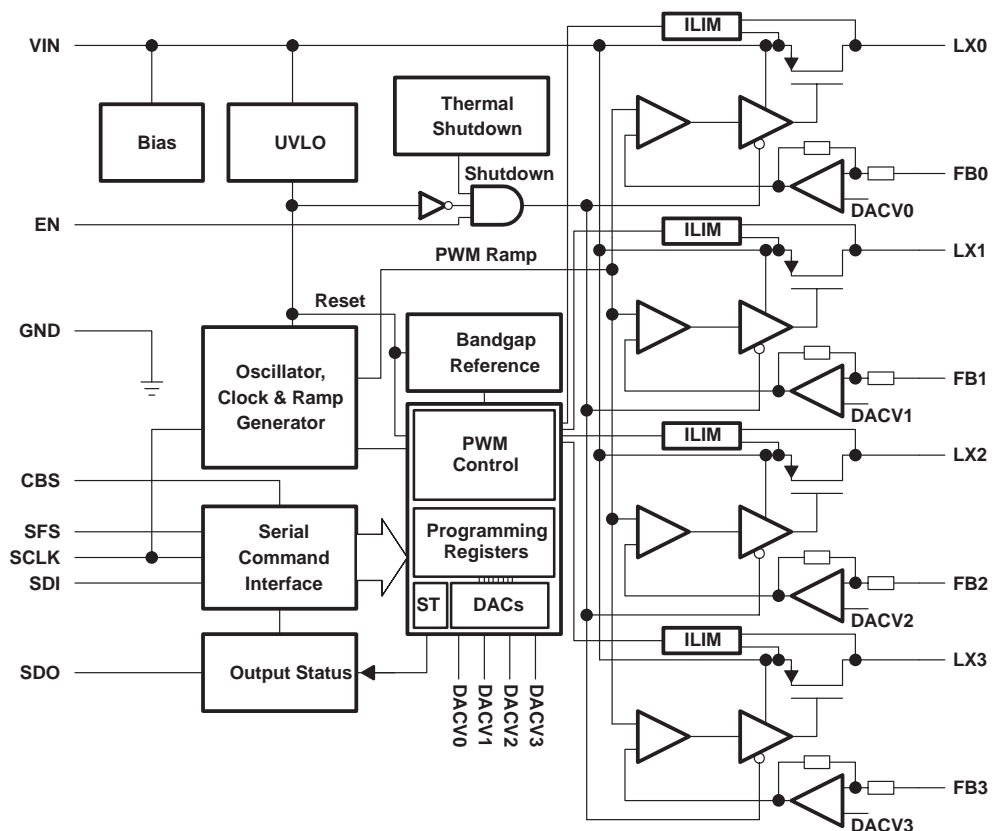 ILIM
VIN
LX0
Thermal
Shutdown
Bias
UVLO
Shutdown
FB0
DACV0
EN
ILIM
PWM Ramp
LX1
Reset
GND
Bandgap
Reference
Oscillator,
Clock & Ramp
Generator
FB1
DACV1
ILIM
PWM
Control
LX2
CBS
SFS
SCLK
SDI
Serial
Command
Interface
Programming
Registers
FB2
ST
DACs
DACV2
ILIM
SDO
Output Status
LX3
DACV0
DACV1
DACV2
DACV3
FB3
DACV3